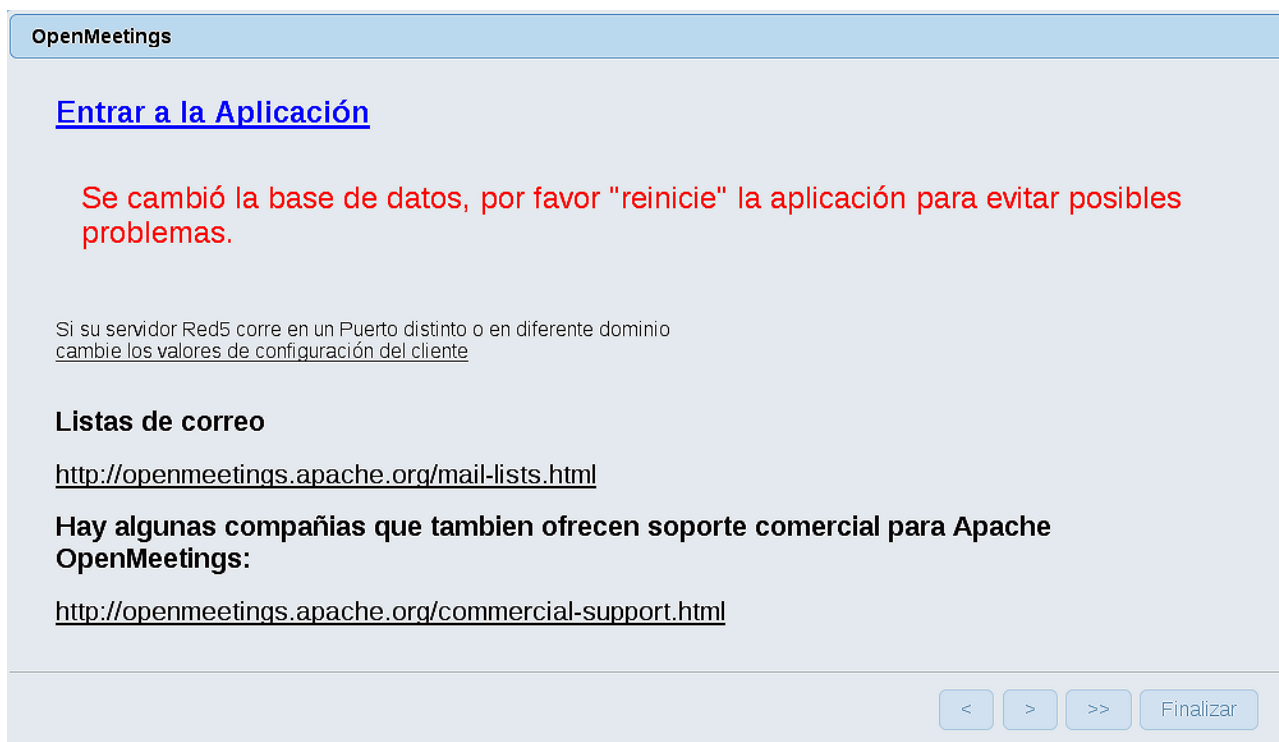 OpenMeetings
Entrar a la Aplicación
Se cambió la base de datos, por favor "reinicie" la aplicación para evitar posibles
problemas.
Si su servidor Red5 corre en un Puerto distinto o en diferente dominio
cambie los valores de configuración del cliente
Listas de correo
http://openmeetings.apache.org/mail-lists.html
Hay algunas compañias que tambien ofrecen soporte comercial para Apache
OpenMeetings:
http://openmeetings.apache.org/commercial-support.html
< > >> Finalizar